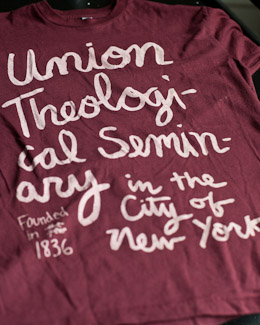 Union
Theologi-
cal Semin-
ary in the
City of
New York
Founded
in
1836